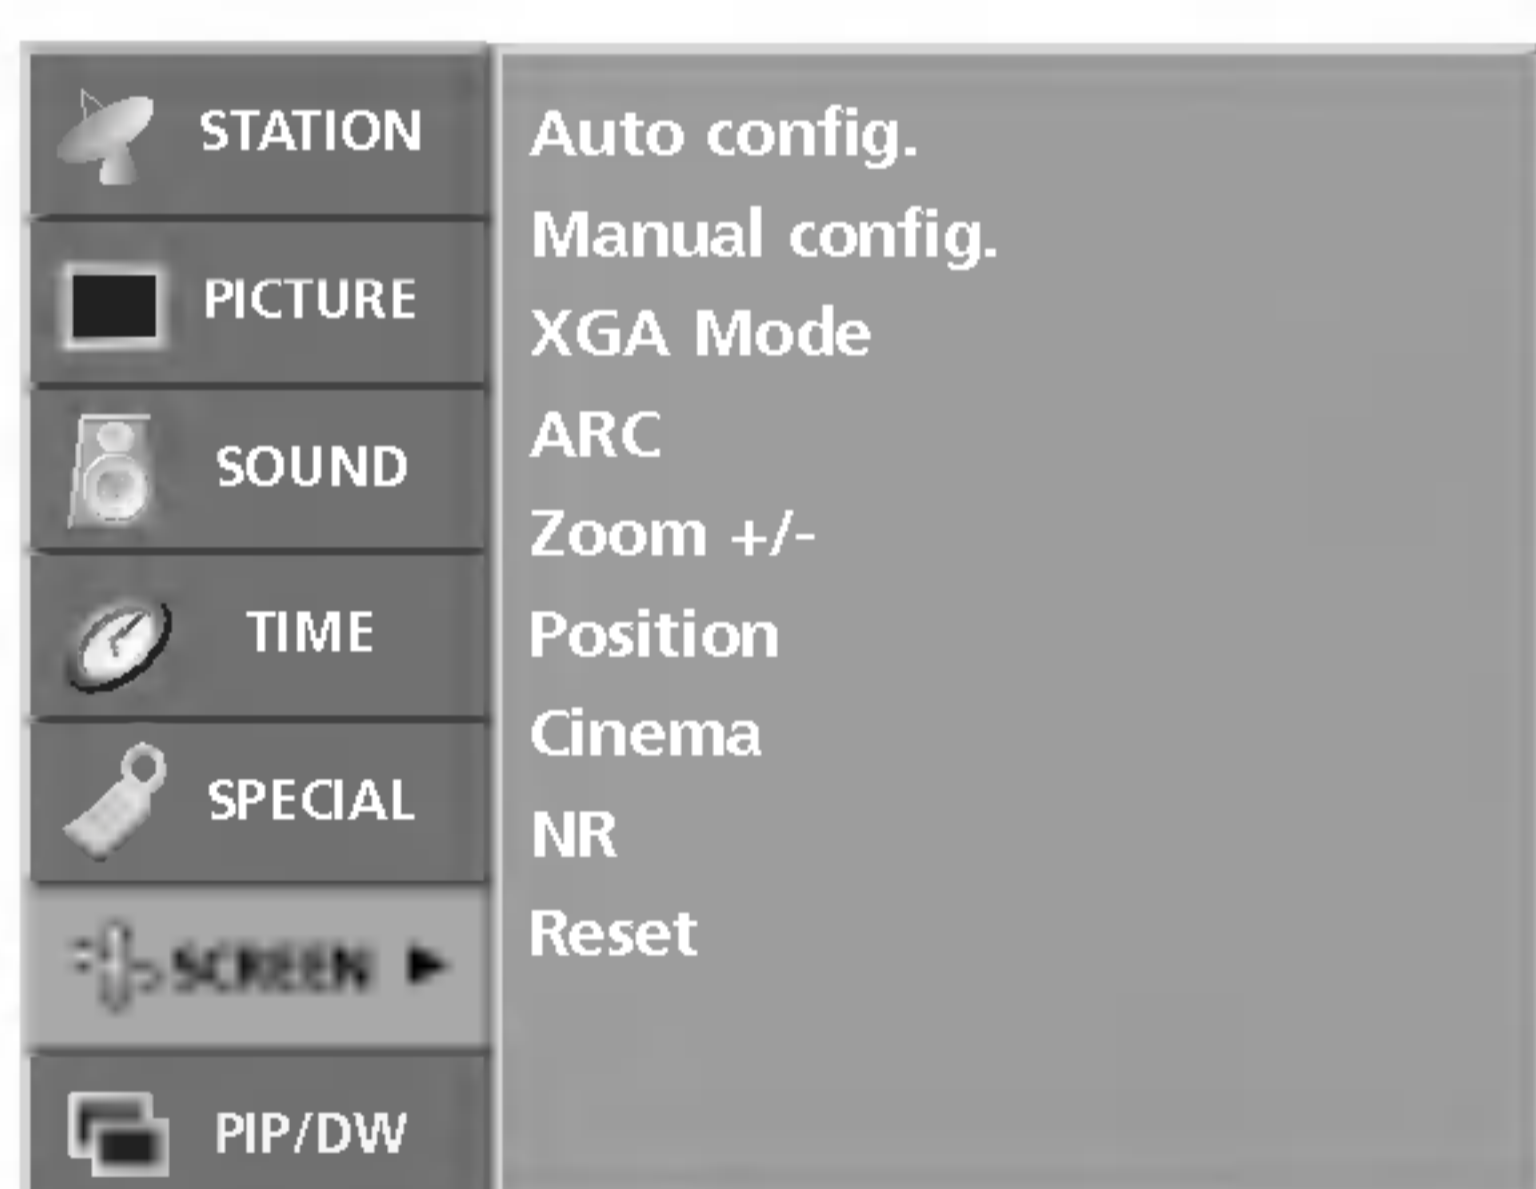 STATION
PICTURE
SOUND
TIME
SPECIAL
SCREEN ►
PIP/DW
Auto config.
Manual config.
XGA Mode
ARC
Zoom +/-
Position
Cinema
NR
Reset